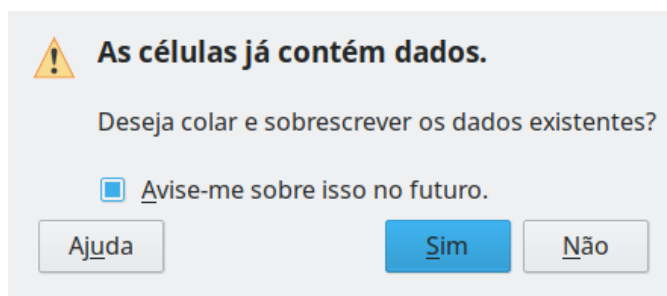 As células já contém dados.
Deseja colar e sobrescrever os dados existentes?
Avise-me sobre isso no futuro.
Ajuda Sim Não